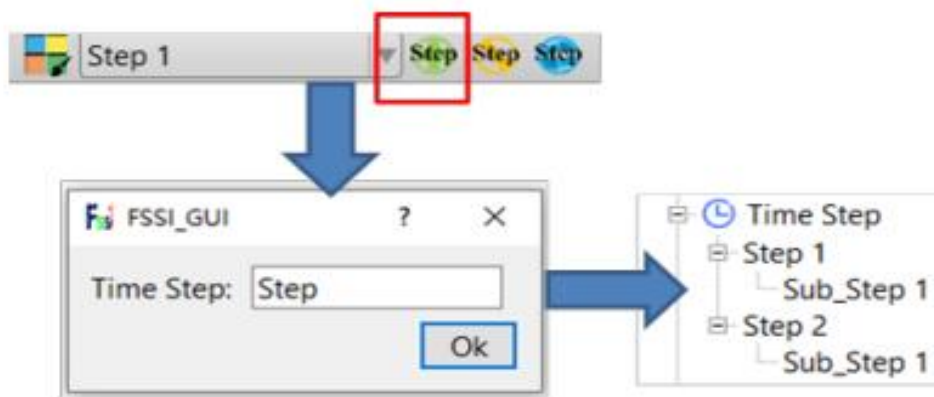 Step 1 Step Step Step
FSSI_GUI ? ×
Time Step: Step
Ok
Time Step
Step 1
Sub_Step 1
Step 2
Sub_Step 1